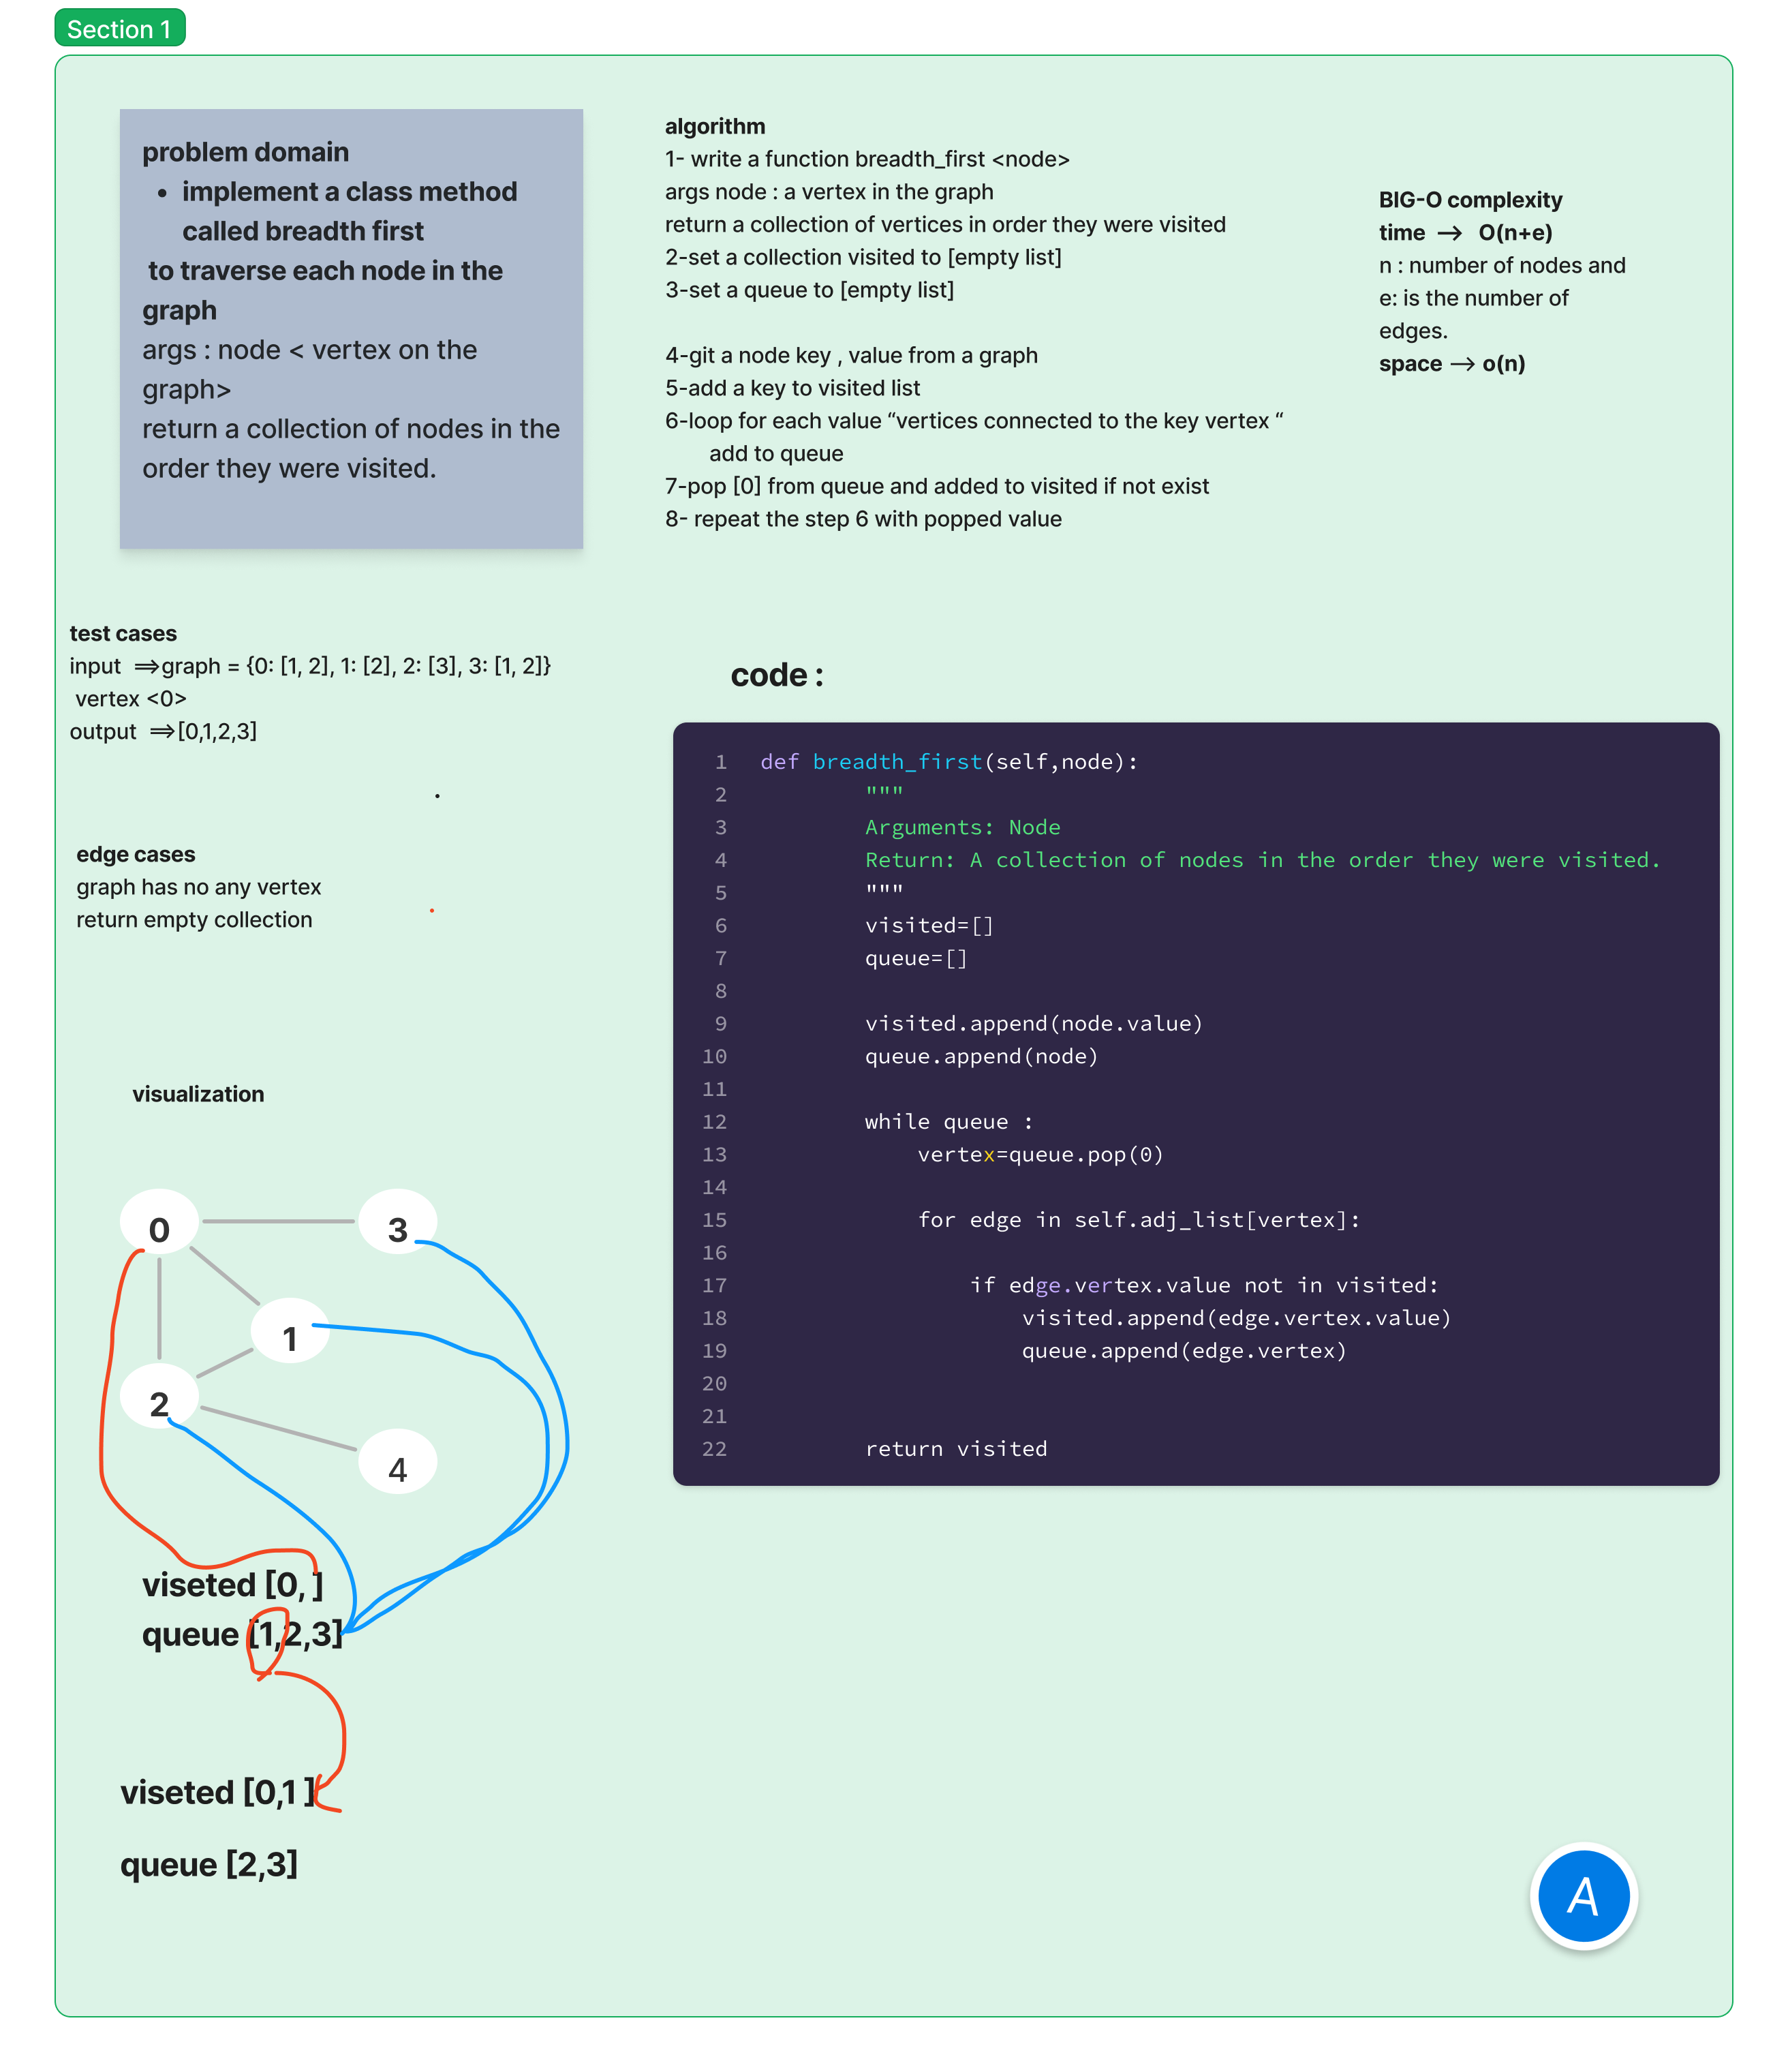 Section 1
problem domain
• implement a class method
called breadth first
to traverse each node in the
graph
args : node < vertex on the
graph>
return a collection of nodes in the
order they were visited.
algorithm
1- write a function breadth_first <node>
args node : a vertex in the graph
return a collection of vertices in order they were visited
2-set a collection visited to [empty list]
3-set a queue to [empty list]
4-git a node key , value from a graph
5-add a key to visited list
6-loop for each value “vertices connected to the key vertex “
add to queue
7-pop [0] from queue and added to visited if not exist
8- repeat the step 6 with popped value
BIG-O complexity
time —> O(n+e)
n : number of nodes and
e: is the number of
edges.
space —> o(n)
test cases
input ==>graph = {0: [1, 2], 1: [2], 2: [3], 3: [1, 2]}
vertex <0>
output ==>[0,1,2,3]
edge cases
graph has no any vertex
return empty collection
visualization
0
3
1
2
4
viseted [0, ]
queue [1,2,3]
viseted [0,1 ]
queue [2,3]
code :
1 def breadth_first(self,node):
2 """
3 Arguments: Node
4 Return: A collection of nodes in the order they were visited.
5 """
6 visited=[]
7 queue=[]
8
9 visited.append(node.value)
10 queue.append(node)
11
12 while queue :
13 vertex=queue.pop(0)
14
15 for edge in self.adj_list[vertex]:
16
17 if edge.vertex.value not in visited:
18 visited.append(edge.vertex.value)
19 queue.append(edge.vertex)
20
21
22 return visited
A